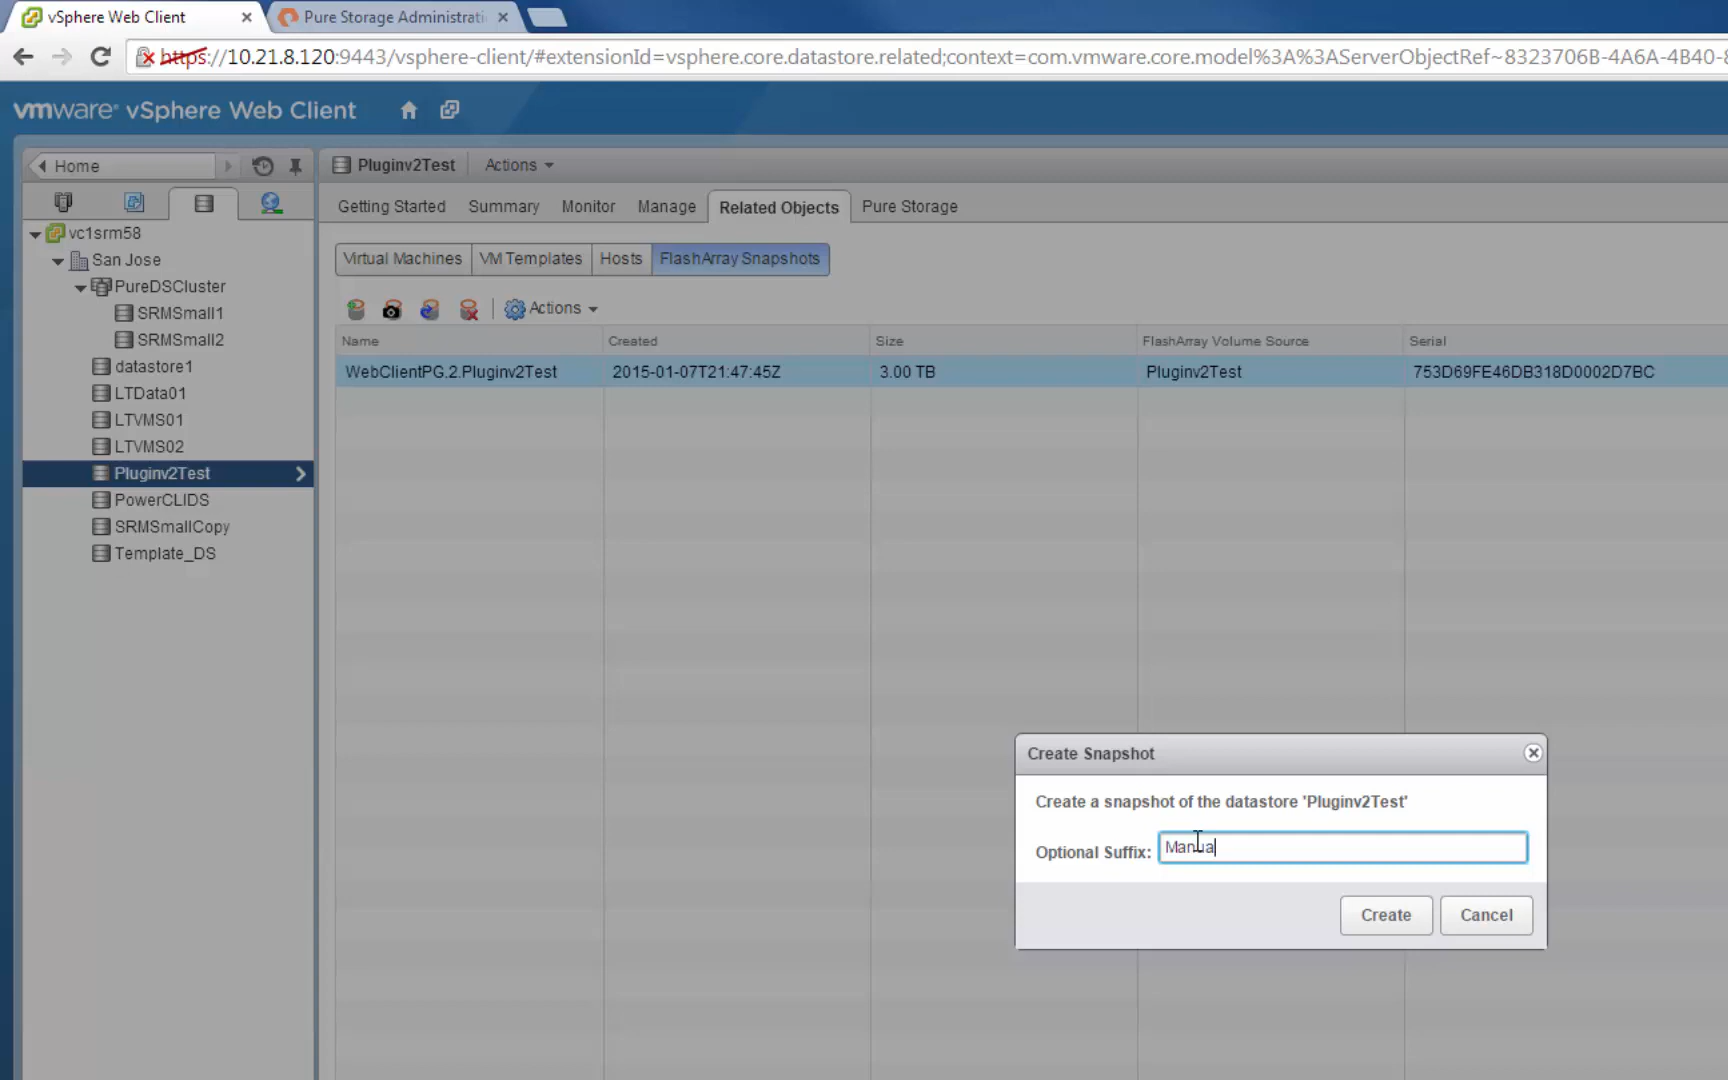 vSphere Web Client
Pure Storage Administrati
https://10.21.8.120:9443/vsphere-client/#extensionId=vsphere.core.datastore.related;context=com.vmware.core.model%3A%3AServerObjectRef~8323706B-4A6A-4B40-
vmware® vSphere Web Client
Home
Pluginv2Test
Actions
Getting Started
Summary
Monitor
Manage
Related Objects
Pure Storage
vc1srm58
San Jose
PureDSCluster
SRMSmall1
SRMSmall2
datastore1
LTData01
LTVMS01
LTVMS02
Pluginv2Test
PowerCLIDS
SRMSmallCopy
Template_DS
Virtual Machines
VM Templates
Hosts
FlashArray Snapshots
Actions
Name
Created
Size
FlashArray Volume Source
Serial
WebClientPG.2.Pluginv2Test
2015-01-07T21:47:45Z
3.00 TB
Pluginv2Test
753D69FE46DB318D0002D7BC
Create Snapshot
Create a snapshot of the datastore 'Pluginv2Test'
Optional Suffix:
Manua
Create
Cancel